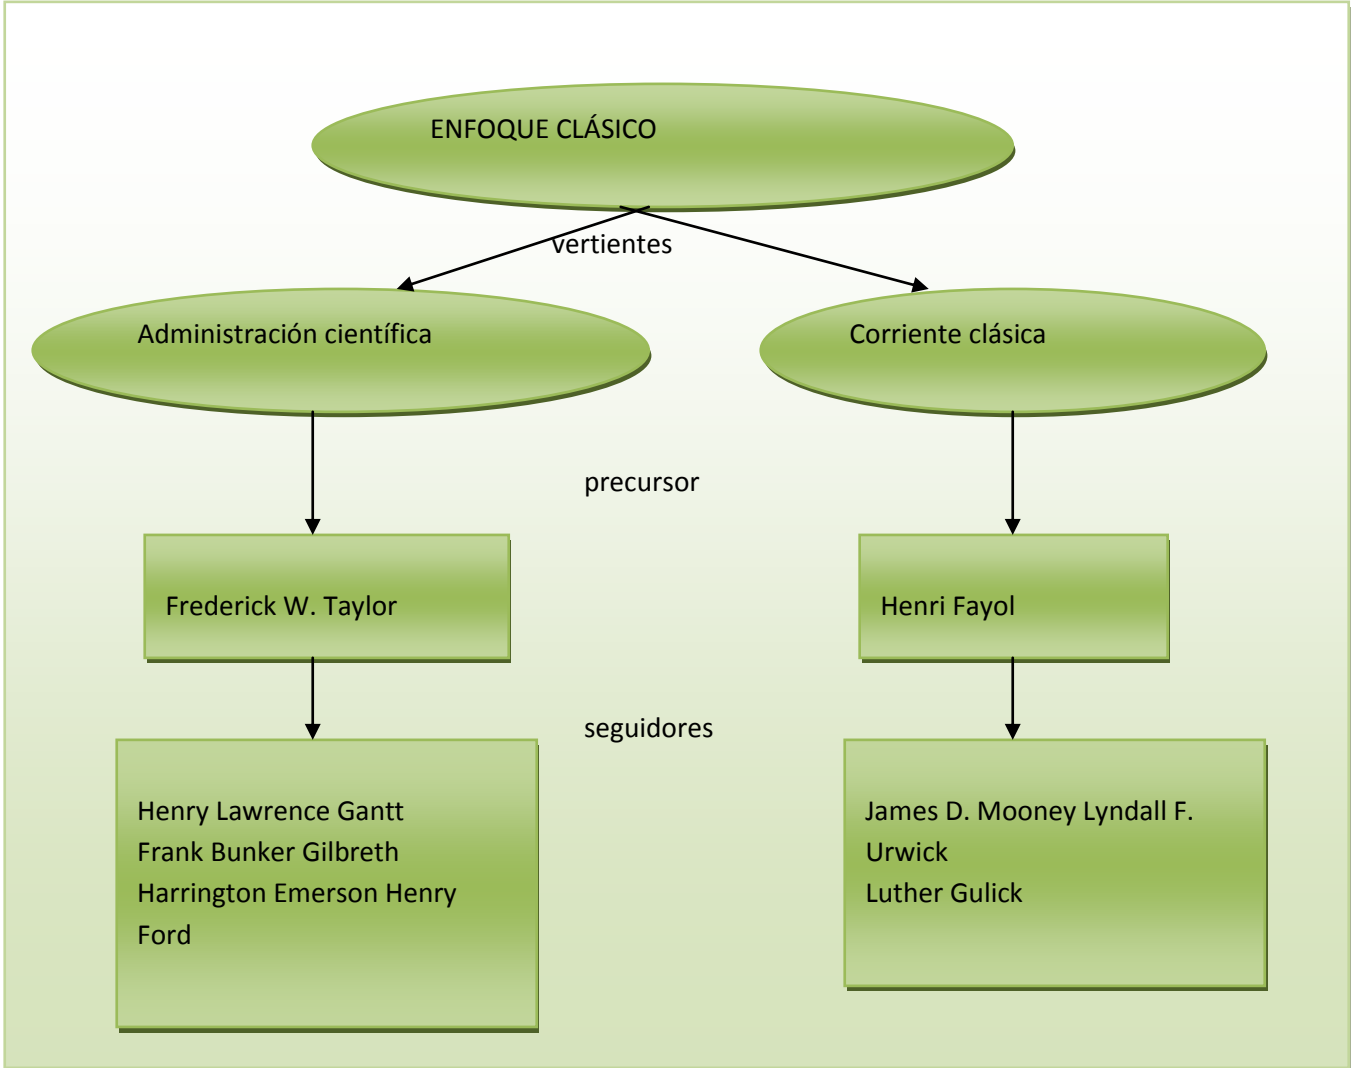 ENFOQUE CLÁSICO
vertientes
Administración científica
Corriente clásica
precursor
Frederick W. Taylor
Henri Fayol
seguidores
Henry Lawrence Gantt
Frank Bunker Gilbreth
Harrington Emerson Henry
Ford
James D. Mooney Lyndall F.
Urwick
Luther Gulick